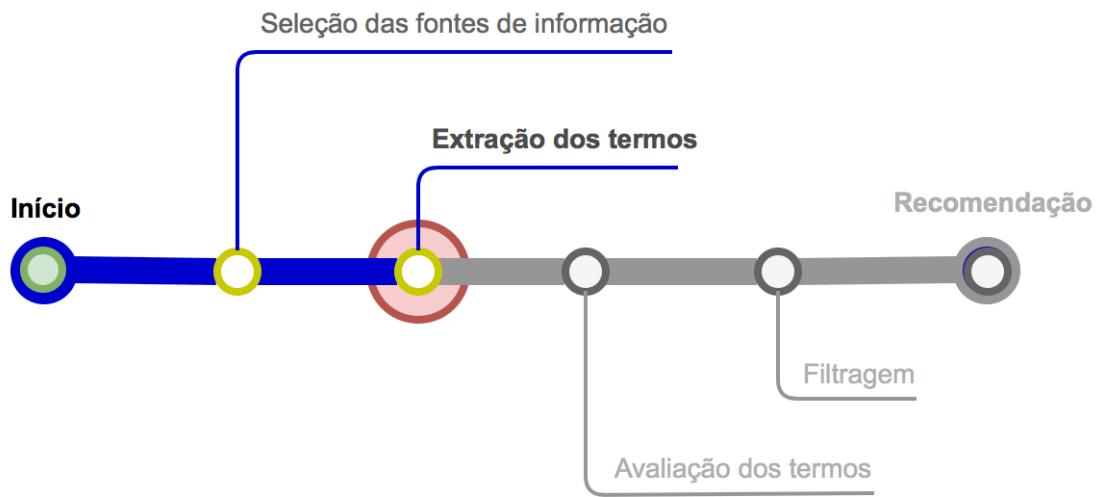 Seleção das fontes de informação
Extração dos termos
Início
Recomendação
Filtragem
Avaliação dos termos